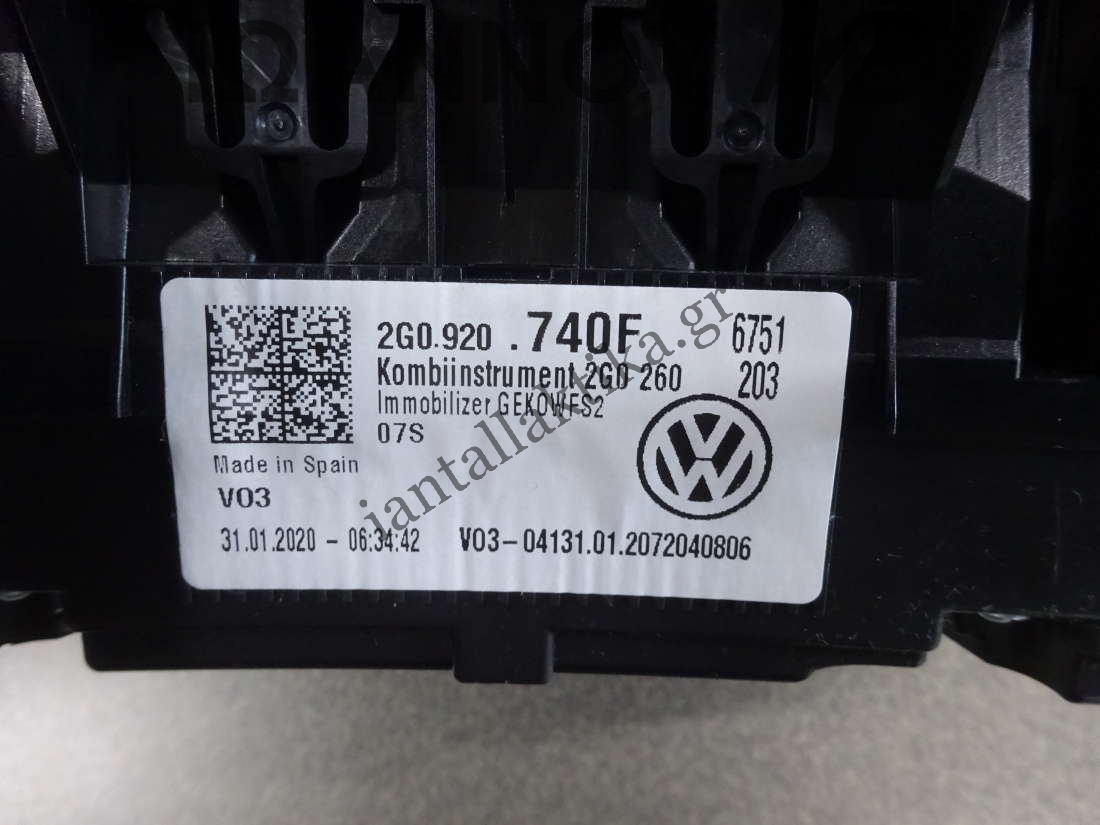 2G0.920 .740F 6751
Kombiinstrument 2G0 260 203
Immobilizer GEKOWFS2
07S
Made in Spain
V03
31.01.2020 - 06:34:42 V03-04131.01.2072040806
iantallaktika.gr